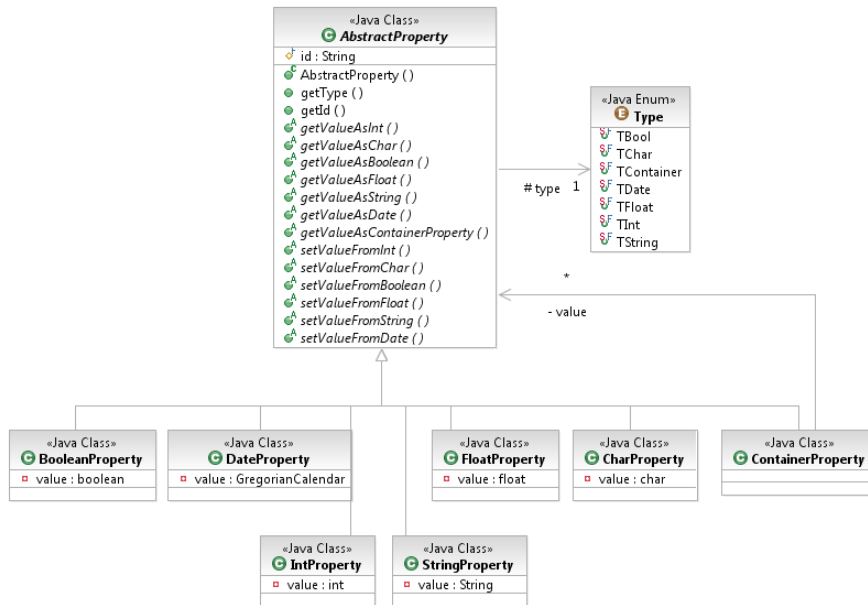 «Java Class»
AbstractProperty
id : String
AbstractProperty ( )
getType ( )
getId ( )
getValueAsInt ( )
getValueAsChar ( )
getValueAsBoolean ( )
getValueAsFloat ( )
getValueAsString ( )
getValueAsDate ( )
getValueAsContainerProperty ( )
setValueFromInt ( )
setValueFromChar ( )
setValueFromBoolean ( )
setValueFromFloat ( )
setValueFromString ( )
setValueFromDate ( )
# type 1
«Java Enum»
Type
TBool
TChar
TContainer
TDate
TFloat
TInt
TString
*
- value
«Java Class»
BooleanProperty
value : boolean
«Java Class»
DateProperty
value : GregorianCalendar
«Java Class»
FloatProperty
value : float
«Java Class»
CharProperty
value : char
«Java Class»
ContainerProperty
«Java Class»
IntProperty
value : int
«Java Class»
StringProperty
value : String